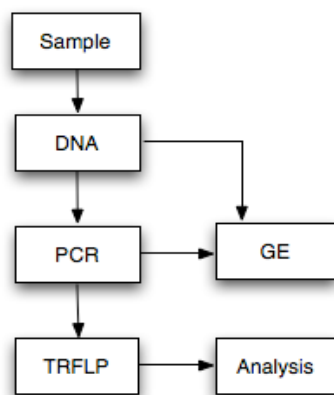 Sample
DNA
PCR
GE
TRFLP
Analysis